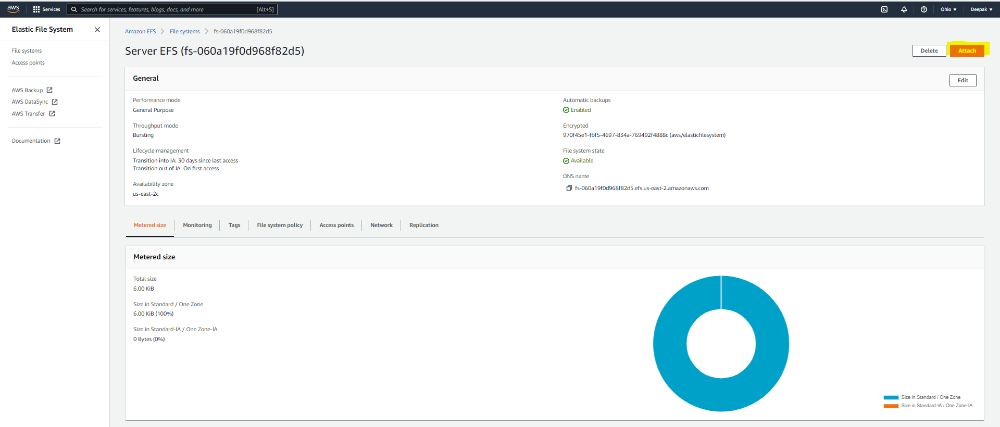 aws
Services
Search for services, features, blogs, docs, and more
[Alt+S]
Ohio
Deepak
Elastic File System
File systems
Access points
AWS Backup
AWS DataSync
AWS Transfer
Documentation
Amazon EFS
File systems
fs-060a19f0d968f82d5
Server EFS (fs-060a19f0d968f82d5)
Delete
Attach
General
Edit
Performance mode
General Purpose
Throughput mode
Bursting
Lifecycle management
Transition into IA: 30 days since last access
Transition out of IA: On first access
Availability zone
us-east-2c
Automatic backups
Enabled
Encrypted
970f45e1-fbf5-4697-834a-769492f4888c (aws/elasticfilesystem)
File system state
Available
DNS name
fs-060a19f0d968f82d5.efs.us-east-2.amazonaws.com
Metered size
Monitoring
Tags
File system policy
Access points
Network
Replication
Metered size
Total size
6.00 KiB
Size in Standard / One Zone
6.00 KiB (100%)
Size in Standard-IA / One Zone-IA
0 Bytes (0%)
Size in Standard / One Zone
Size in Standard-IA / One Zone-IA